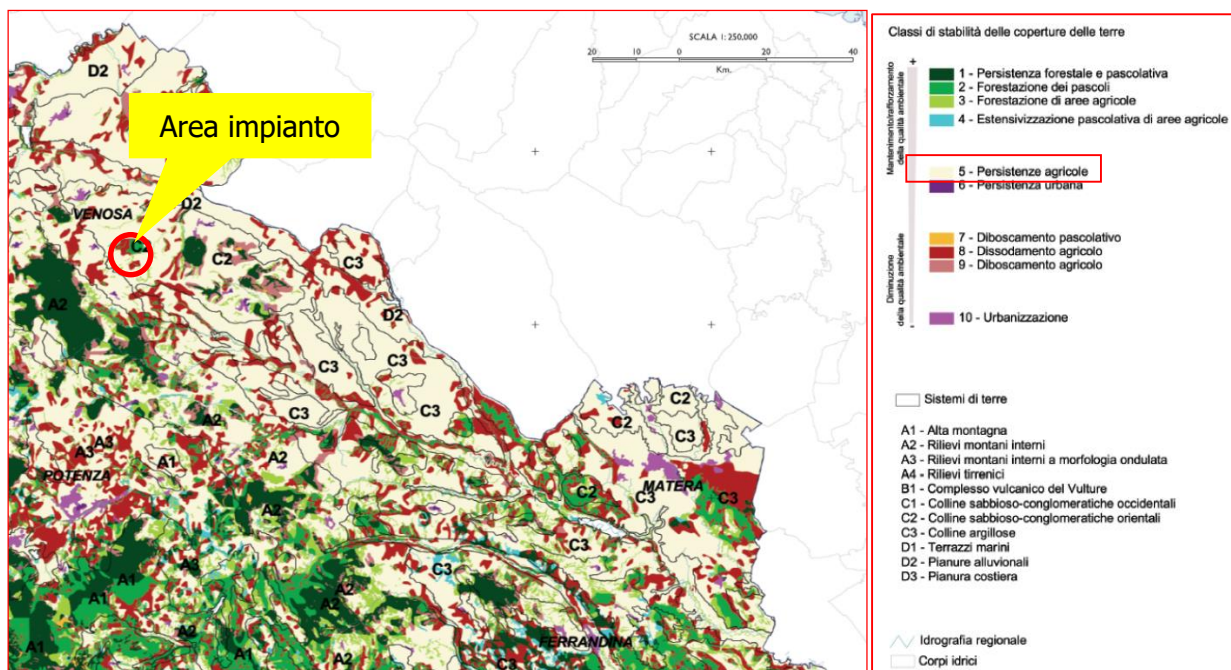 SCALA 1: 250,000
20 10 0 20 40
Km.
D2
Area impianto
D2
VENOSA
C2
C2
C3
A2
D2
C3
C3
C3
C3
A2
C2
C2
C3
A3
A3
A1
A2
POTENZA
MATERA
C2
C3
C3
A2
C3
A3
C3
A1
A2
A2
A1
A2
A1
A1
A2
C3
FERRANDINA
Classi di stabilità delle coperture delle terre
+
Mantenimento/rafforzamento
della qualità ambientale
1 - Persistenza forestale e pascolativa
2 - Forestazione dei pascoli
3 - Forestazione di aree agricole
4 - Estensivizzazione pascolativa di aree agricole
5 - Persistenze agricole
6 - Persistenza urbana
Diminuzione
della qualità ambientale
7 - Diboscamento pascolativo
8 - Dissodamento agricolo
9 - Diboscamento agricolo
10 - Urbanizzazione
-
Sistemi di terre
A1 - Alta montagna
A2 - Rilievi montani interni
A3 - Rilievi montani interni a morfologia ondulata
A4 - Rilievi tirrenici
B1 - Complesso vulcanico del Vulture
C1 - Colline sabbioso-conglomeratiche occidentali
C2 - Colline sabbioso-conglomeratiche orientali
C3 - Colline argillose
D1 - Terrazzi marini
D2 - Pianure alluvionali
D3 - Pianura costiera
Idrografia regionale
Corpi idrici